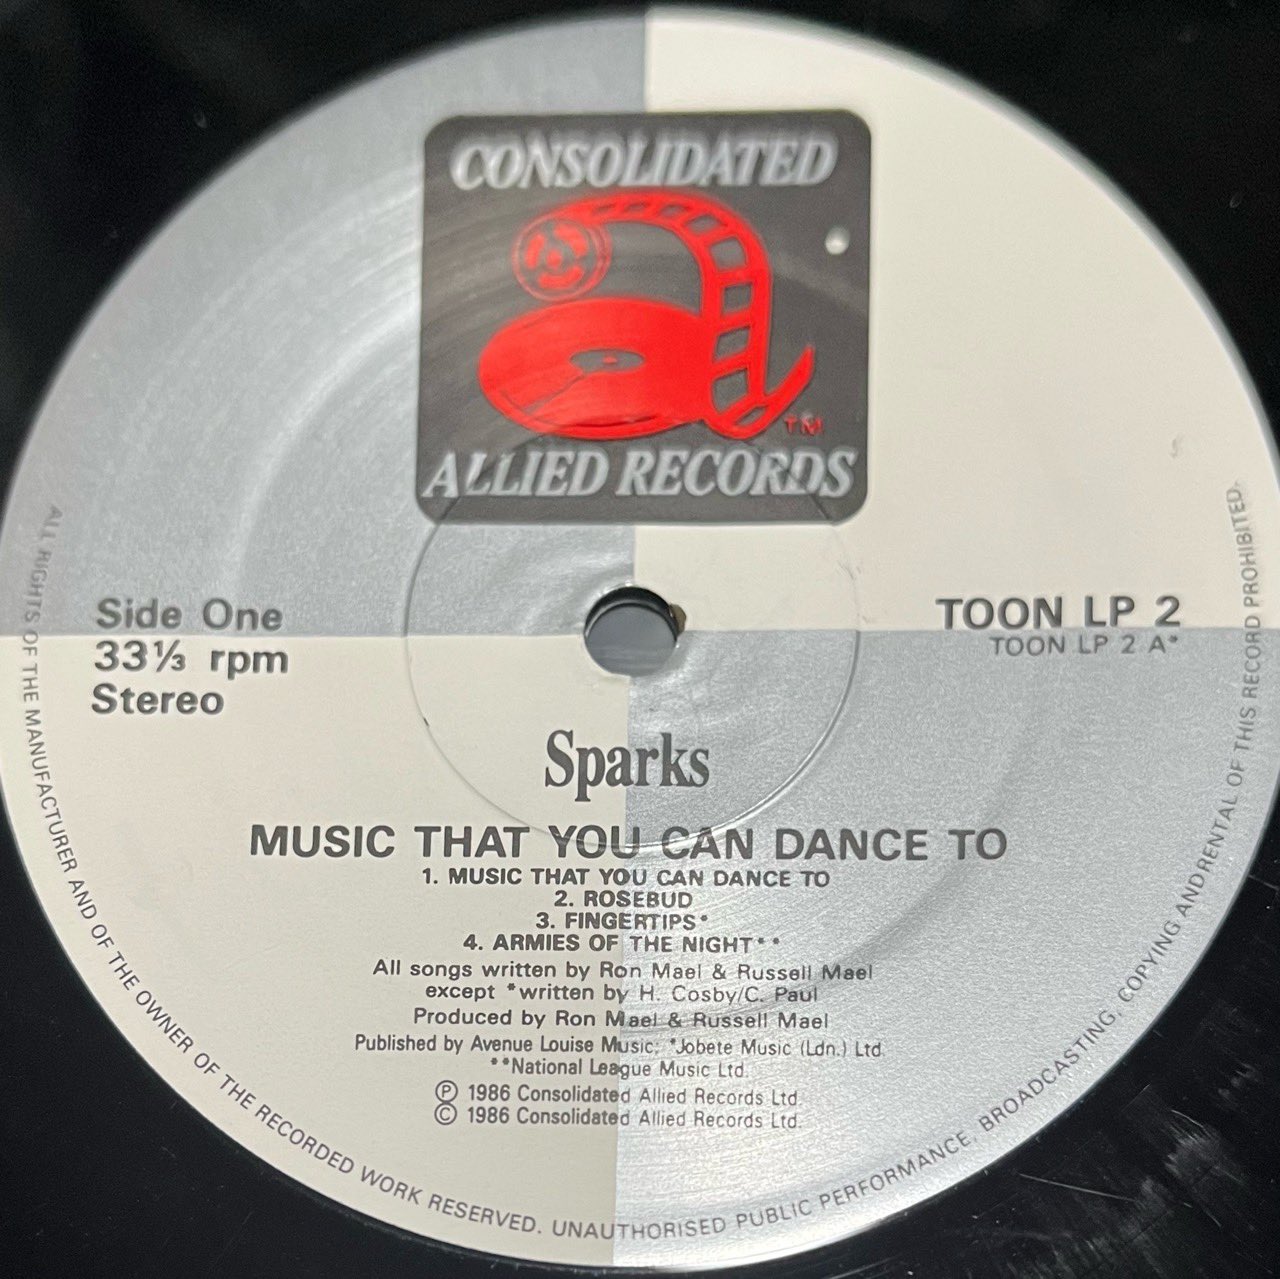 CONSOLIDATED
TM
ALLIED RECORDS
Side One
33⅓ rpm
Stereo
TOON LP 2
TOON LP 2 A*
Sparks
MUSIC THAT YOU CAN DANCE TO
1. MUSIC THAT YOU CAN DANCE TO
2. ROSEBUD
3. FINGERTIPS*
4. ARMIES OF THE NIGHT**
All songs written by Ron Mael & Russell Mael
except *written by H. Cosby/C. Paul
Produced by Ron Mael & Russell Mael
Published by Avenue Louise Music; *Jobete Music (Ldn.) Ltd.
**National League Music Ltd.
Ⓟ 1986 Consolidated Allied Records Ltd.
© 1986 Consolidated Allied Records Ltd.
ALL RIGHTS OF THE MANUFACTURER AND OF THE OWNER OF THE RECORDED WORK RESERVED. UNAUTHORISED PUBLIC PERFORMANCE, BROADCASTING, COPYING AND RENTAL OF THIS RECORD PROHIBITED.